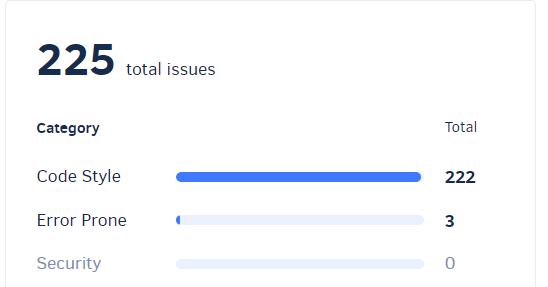 225 total issues
Category Total
Code Style 222
Error Prone 3
Security 0